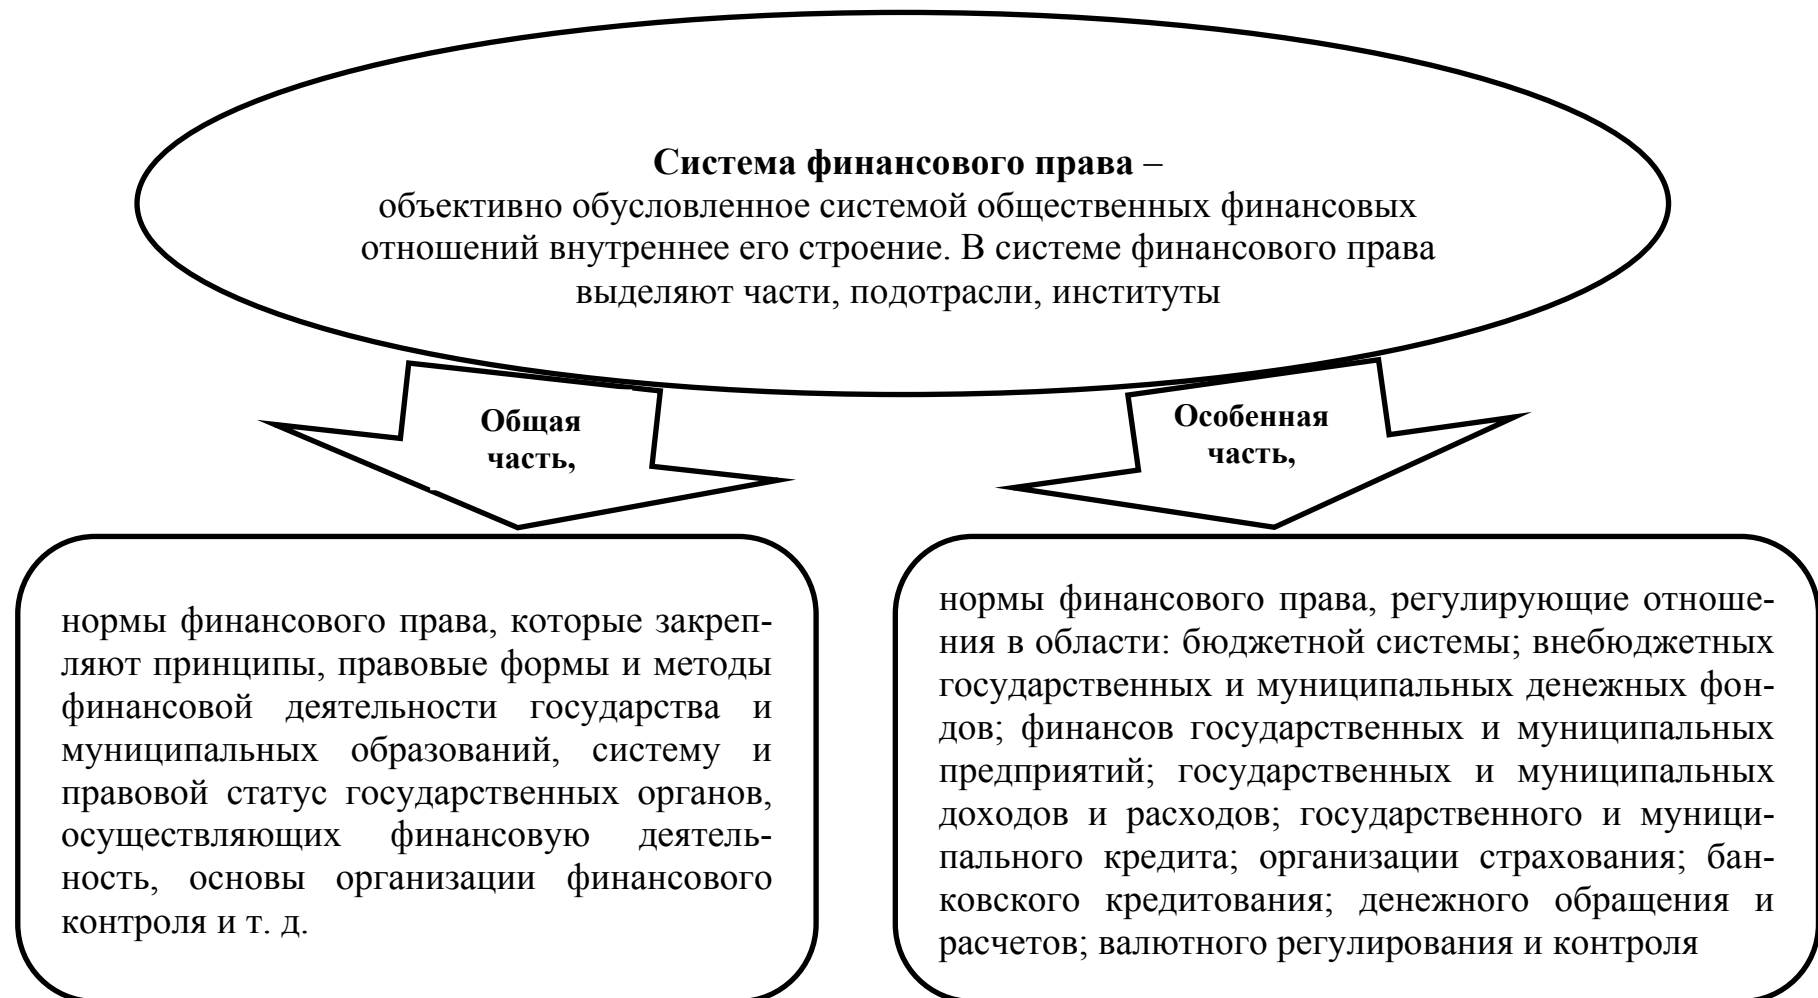 Система финансового права –
объективно обусловленное системой общественных финансовых
отношений внутреннее его строение. В системе финансового права
выделяют части, подотрасли, институты
Общая
часть,
Особенная
часть,
нормы финансового права, которые закреп-
ляют принципы, правовые формы и методы
финансовой деятельности государства и
муниципальных образований, систему и
правовой статус государственных органов,
осуществляющих финансовую деятель-
ность, основы организации финансового
контроля и т. д.
нормы финансового права, регулирующие отноше-
ния в области: бюджетной системы; внебюджетных
государственных и муниципальных денежных фон-
дов; финансов государственных и муниципальных
предприятий; государственных и муниципальных
доходов и расходов; государственного и муници-
пального кредита; организации страхования; бан-
ковского кредитования; денежного обращения и
расчетов; валютного регулирования и контроля